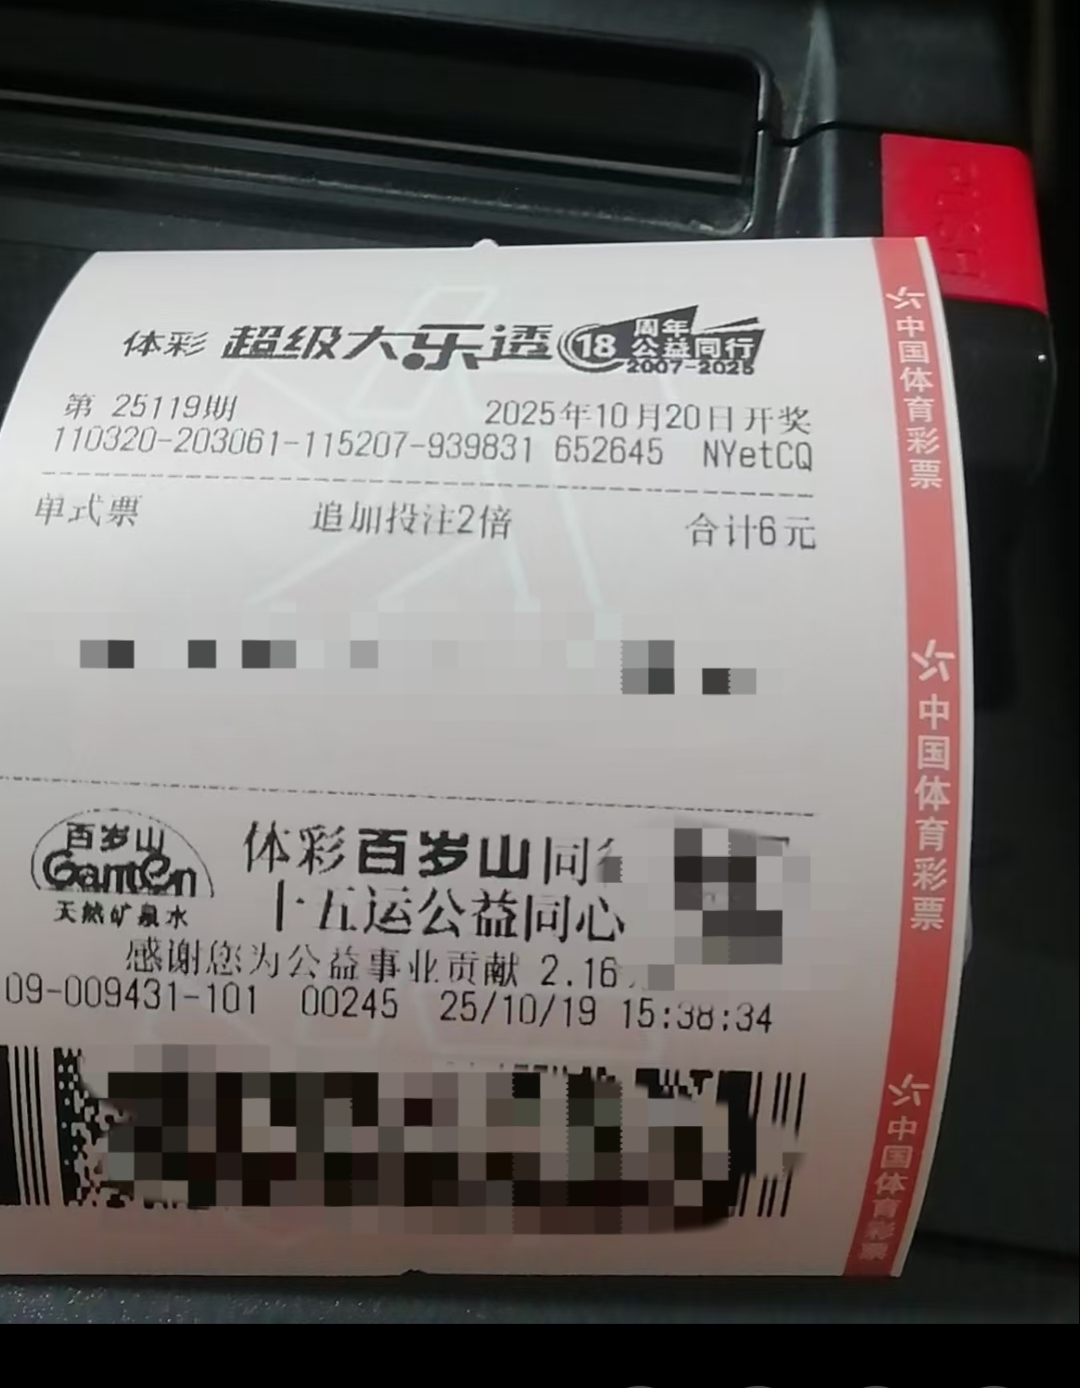 PUSH
体彩 超级大乐透 18 周年
公益同行
2007-2025
第 25119期 2025年10月20日开奖
110320-203061-115207-939831 652645 NYetCQ
单式票 追加投注2倍 合计6元
百岁山
Ganten
天然矿泉水
体彩百岁山同
十五运公益同心
感谢您为公益事业贡献 2.16
09-009431-101 00245 25/10/19 15:38:34
中国体育彩票
中国体育彩票
中国体育彩票